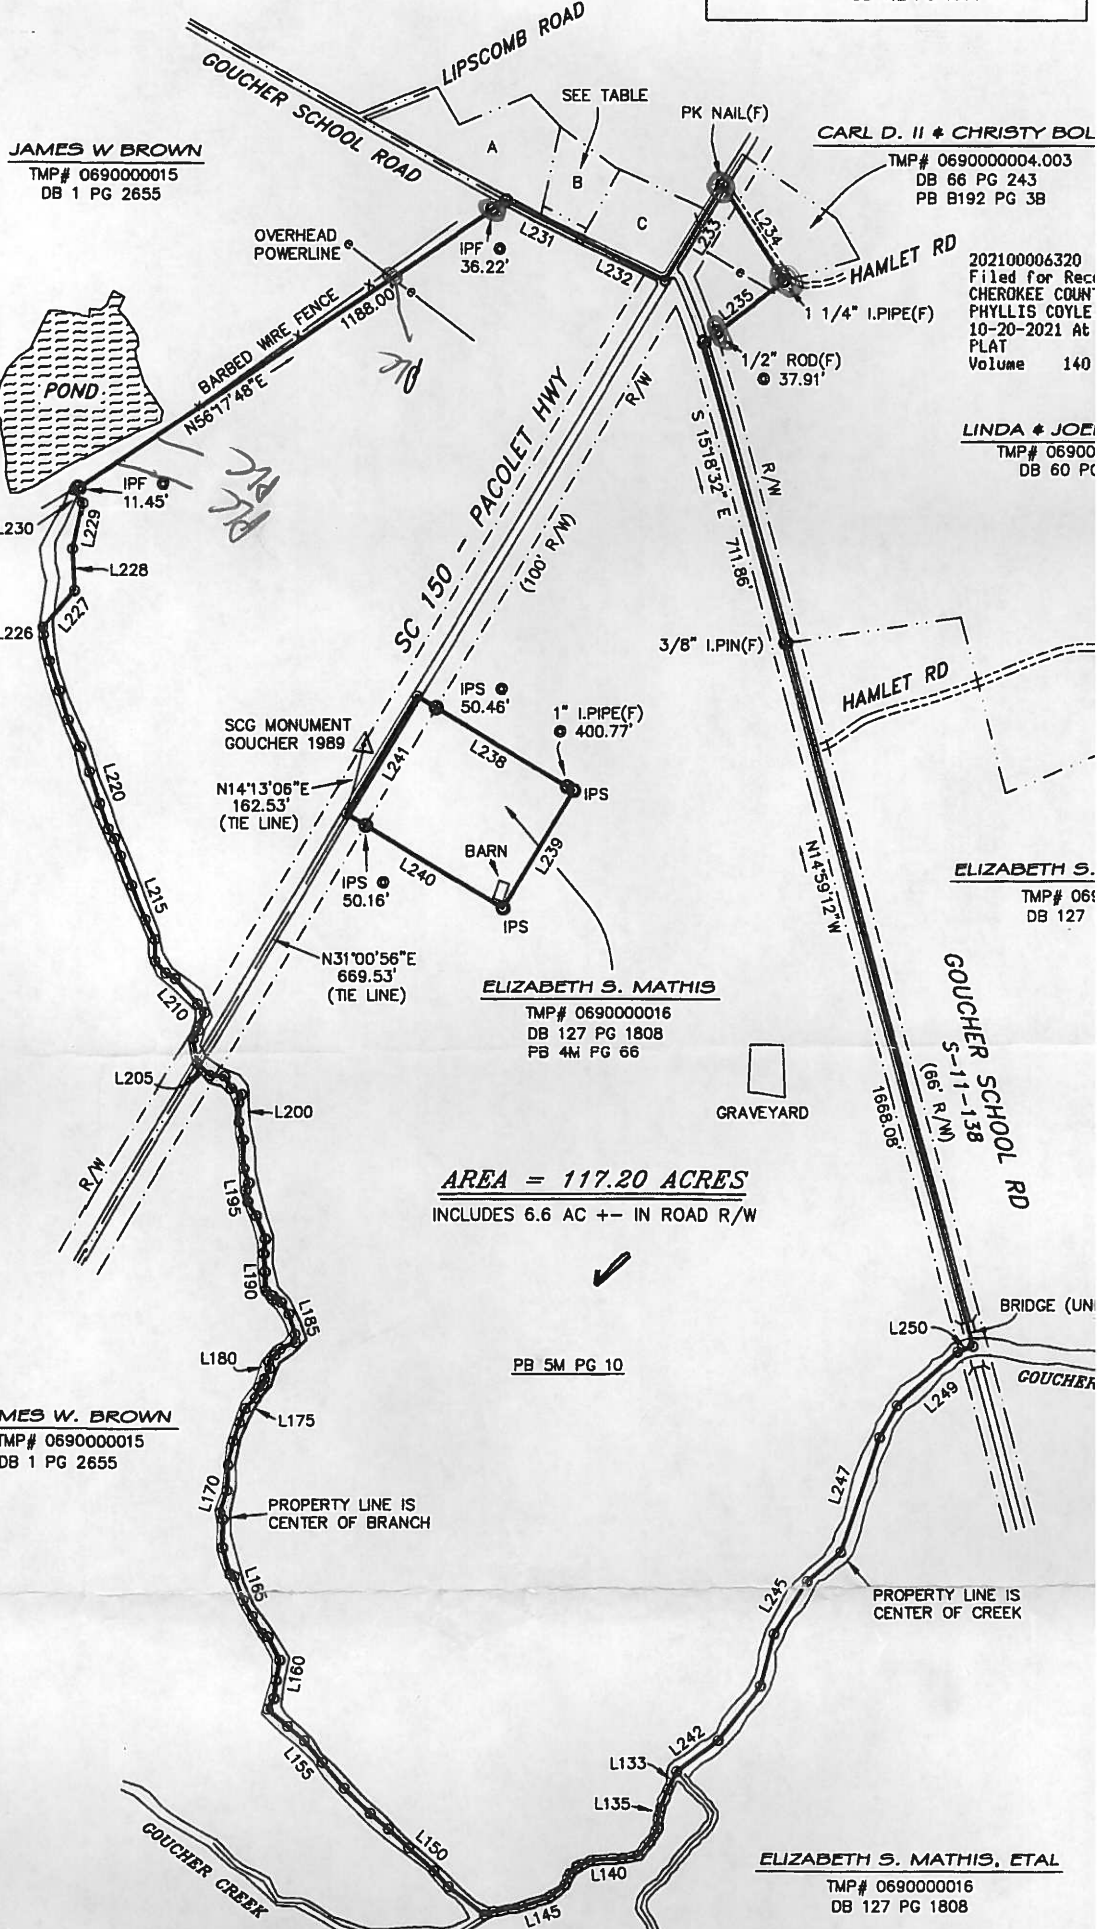 LIPSCOMB ROAD
GOUCHER SCHOOL ROAD
SEE TABLE
PK NAIL(F)
A
B
C
JAMES W BROWN
TMP# 0690000015
DB 1 PG 2655
CARL D. II & CHRISTY BOL
TMP# 0690000004.003
DB 66 PG 243
PB B192 PG 3B
OVERHEAD
POWERLINE
IPF @
36.22'
L231
L232
L233
L234
L235
HAMLET RD
1 1/4" I.PIPE(F)
1/2" ROD(F)
@ 37.91'
202100006320
Filed for Reco
CHEROKEE COUNT
PHYLLIS COYLE
10-20-2021 At
PLAT
Volume 140
BARBED WIRE FENCE
1188.00'
N56°17'48"E
PLC
PLC
PLC
POND
IPF @
11.45'
LINDA & JOE
TMP# 06900
DB 60 PG
L230
L229
L228
L227
L226
SC 150 - PACOLET HWY
(100' R/W)
R/W
R/W
S 15°18'32" E
711.86'
3/8" I.PIN(F)
HAMLET RD
IPS @
50.46'
1" I.PIPE(F)
@ 400.77'
SCG MONUMENT
GOUCHER 1989
L241
L238
IPS
N14°13'06"E
162.53'
(TIE LINE)
L220
L239
BARN
L240
IPS @
50.16'
IPS
L215
N14°59'12"W
1668.08'
ELIZABETH S.
TMP# 069
DB 127
N31°00'56"E
669.53'
(TIE LINE)
L210
ELIZABETH S. MATHIS
TMP# 0690000016
DB 127 PG 1808
PB 4M PG 66
GOUCHER SCHOOL RD
S-11-138
(66' R/W)
L205
L200
GRAVEYARD
R/W
L195
AREA = 117.20 ACRES
INCLUDES 6.6 AC +- IN ROAD R/W
L190
L185
L180
L175
PB 5M PG 10
L250
BRIDGE (UN
GOUCHER
L249
MES W. BROWN
TMP# 0690000015
DB 1 PG 2655
L170
PROPERTY LINE IS
CENTER OF BRANCH
L247
L165
L245
PROPERTY LINE IS
CENTER OF CREEK
L160
L155
L242
L133
L135
L150
L140
L145
GOUCHER CREEK
ELIZABETH S. MATHIS, ETAL
TMP# 0690000016
DB 127 PG 1808